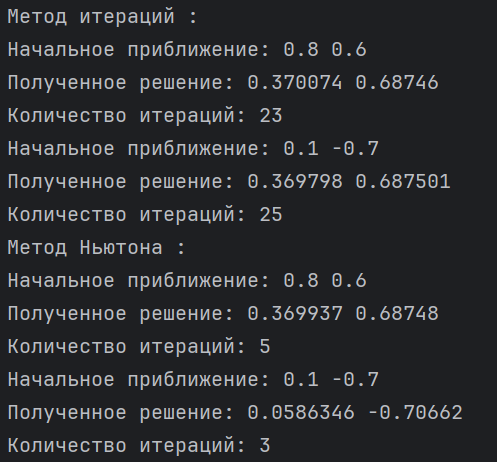 Метод итераций :
Начальное приближение: 0.8 0.6
Полученное решение: 0.370074 0.68746
Количество итераций: 23
Начальное приближение: 0.1 -0.7
Полученное решение: 0.369798 0.687501
Количество итераций: 25
Метод Ньютона :
Начальное приближение: 0.8 0.6
Полученное решение: 0.369937 0.68748
Количество итераций: 5
Начальное приближение: 0.1 -0.7
Полученное решение: 0.0586346 -0.70662
Количество итераций: 3